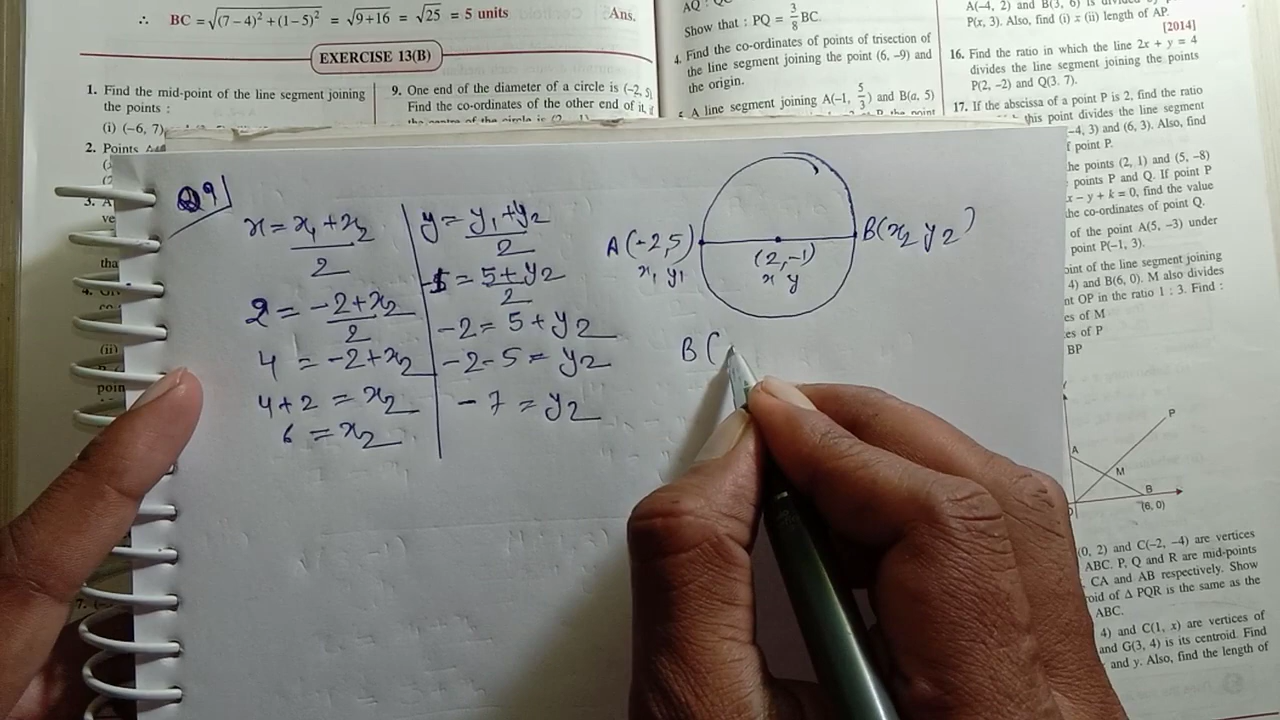 ∴ BC = √(7–4)² + (1–5)² = √9+16 = √25 = 5 units Ans.
EXERCISE 13(B)
1. Find the mid-point of the line segment joining
the points :
(i) (–6, 7)
2. Points
9. One end of the diameter of a circle is (–2, 5)
Find the co-ordinates of the other end of it, i
Show that : PQ = 3/8 BC.
4. Find the co-ordinates of points of trisection of
the line segment joining the point (6, –9) and
the origin.
A line segment joining A(–1, 5/3) and B(a, 5)
A(–4, 2) and B(3, 6) is
P(x, 3). Also, find (i) x (ii) length of AP.
[2014]
16. Find the ratio in which the line 2x + y = 4
divides the line segment joining the points
P(2, –2) and Q(3. 7).
17. If the abscissa of a point P is 2, find the ratio
this point divides the line segment
–4, 3) and (6, 3). Also, find
point P.
he points (2, 1) and (5, –8)
points P and Q. If point P
x – y + k = 0, find the value
the co-ordinates of point Q.
of the point A(5, –3) under
point P(–1, 3).
oint of the line segment joining
4) and B(6, 0). M also divides
nt OP in the ratio 1 : 3. Find :
es of M
es of P
BP
P
A
M
B
(6, 0)
(0, 2) and C(–2, –4) are vertices
ABC. P, Q and R are mid-points
CA and AB respectively. Show
oid of Δ PQR is the same as the
ABC.
4) and C(1, x) are vertices of
and G(3, 4) is its centroid. Find
and y. Also, find the length of
Q9
x = x₁ + x₂ / 2
2 = -2 + x₂ / 2
4 = -2 + x₂
4 + 2 = x₂
6 = x₂
y = y₁ + y₂ / 2
-1 = 5 + y₂ / 2
-2 = 5 + y₂
-2 - 5 = y₂
-7 = y₂
A (-2, 5)
x₁ y₁
(2, -1)
x y
B(x₂ y₂)
B (
(ii)